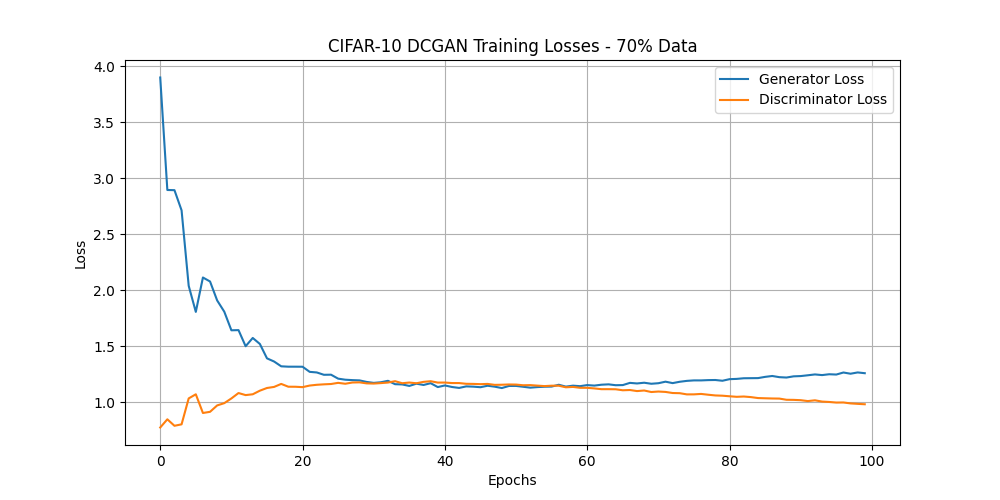 CIFAR-10 DCGAN Training Losses - 70% Data
Generator Loss
Discriminator Loss
Loss
4.0
3.5
3.0
2.5
2.0
1.5
1.0
0 20 40 60 80 100
Epochs